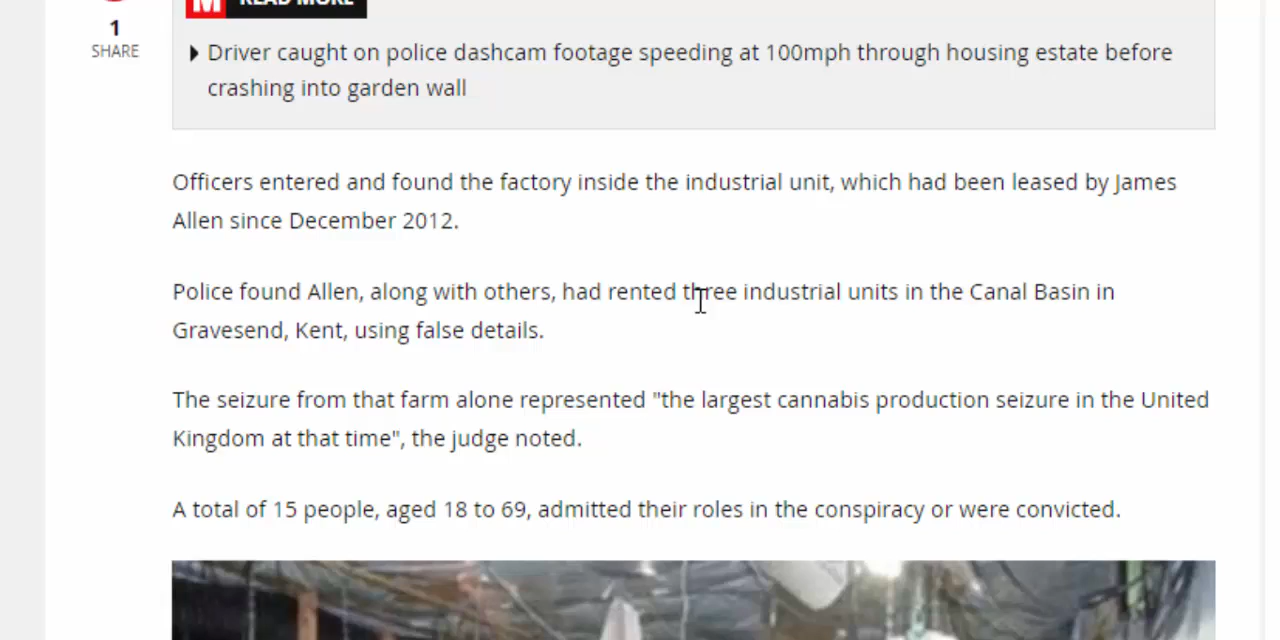 READ MORE
1
SHARE
Driver caught on police dashcam footage speeding at 100mph through housing estate before
crashing into garden wall
Officers entered and found the factory inside the industrial unit, which had been leased by James
Allen since December 2012.
Police found Allen, along with others, had rented three industrial units in the Canal Basin in
Gravesend, Kent, using false details.
The seizure from that farm alone represented "the largest cannabis production seizure in the United
Kingdom at that time", the judge noted.
A total of 15 people, aged 18 to 69, admitted their roles in the conspiracy or were convicted.